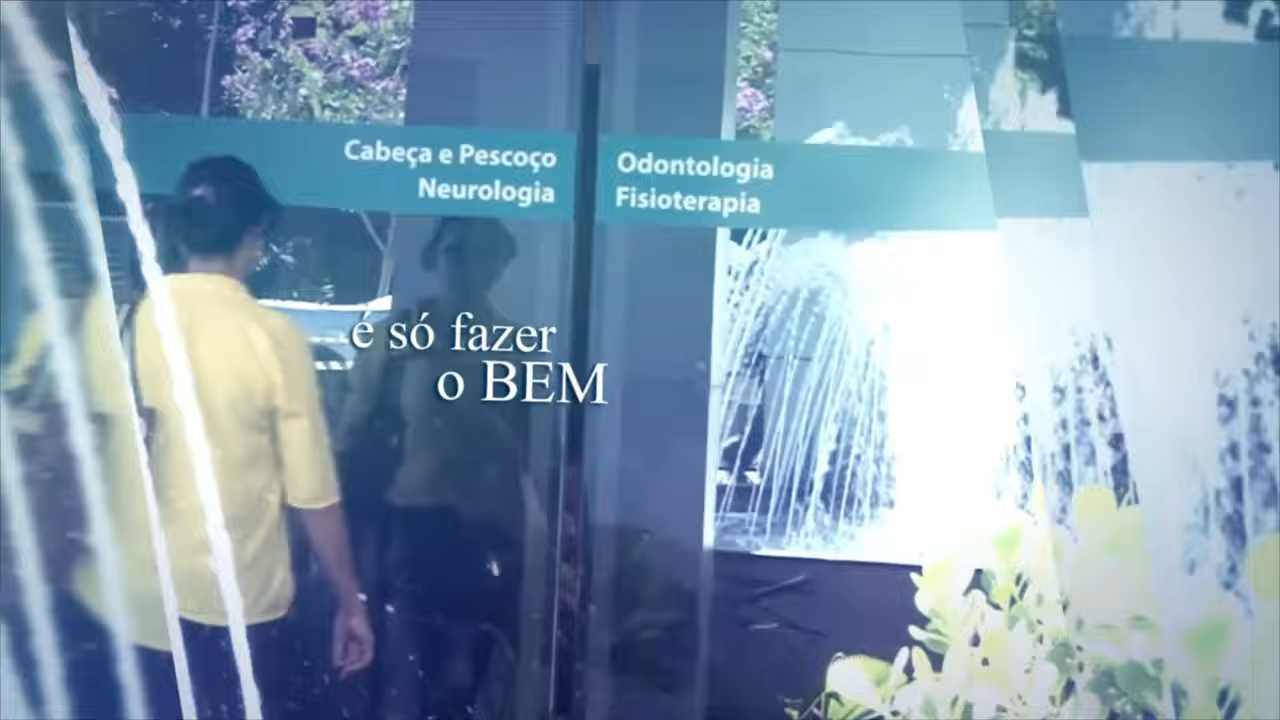 Cabeça e Pescoço
Neurologia
Odontologia
Fisioterapia
é só fazer
o BEM